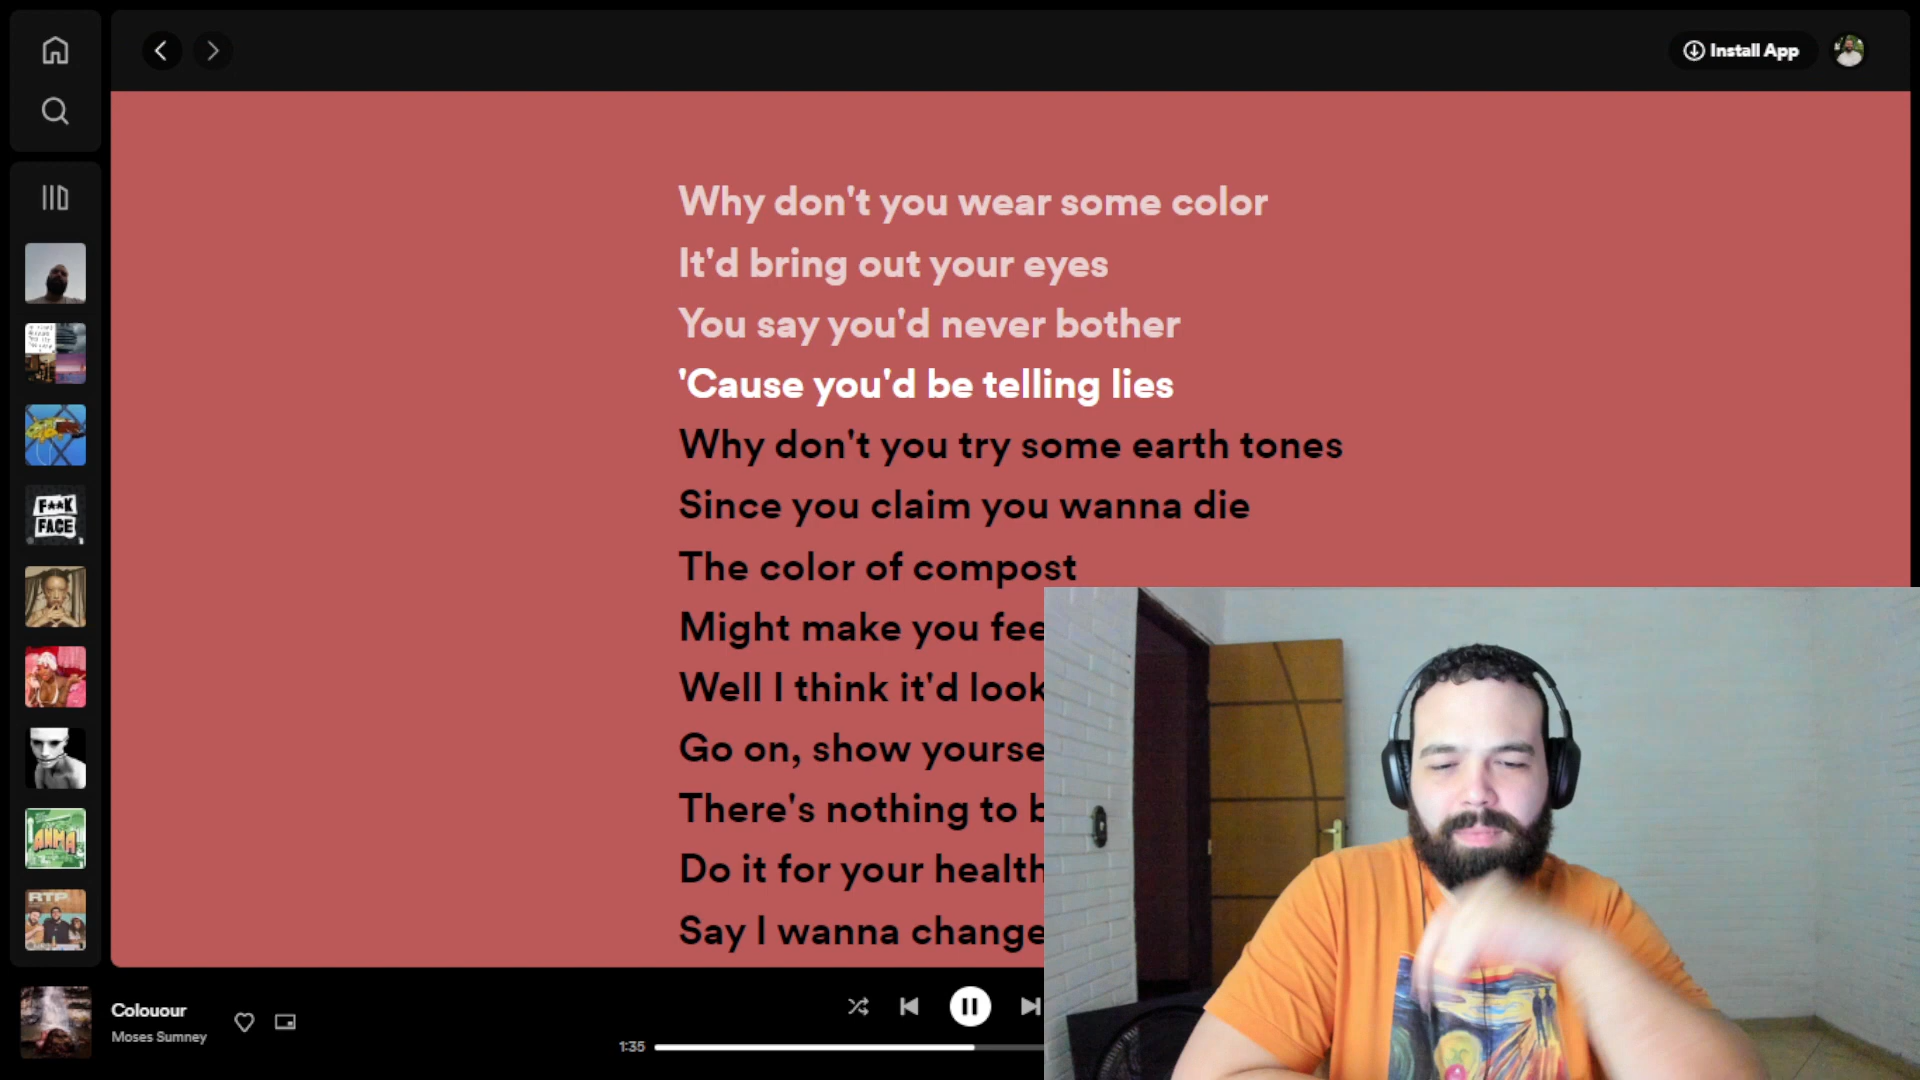 Install App
Why don't you wear some color
It'd bring out your eyes
You say you'd never bother
'Cause you'd be telling lies
Why don't you try some earth tones
Since you claim you wanna die
The color of compost
Might make you fee
Well I think it'd look
Go on, show yourse
There's nothing to b
Do it for your health
Say I wanna change
F**K
FACE
ANMA
RTP
Colouour
Moses Sumney
1:35